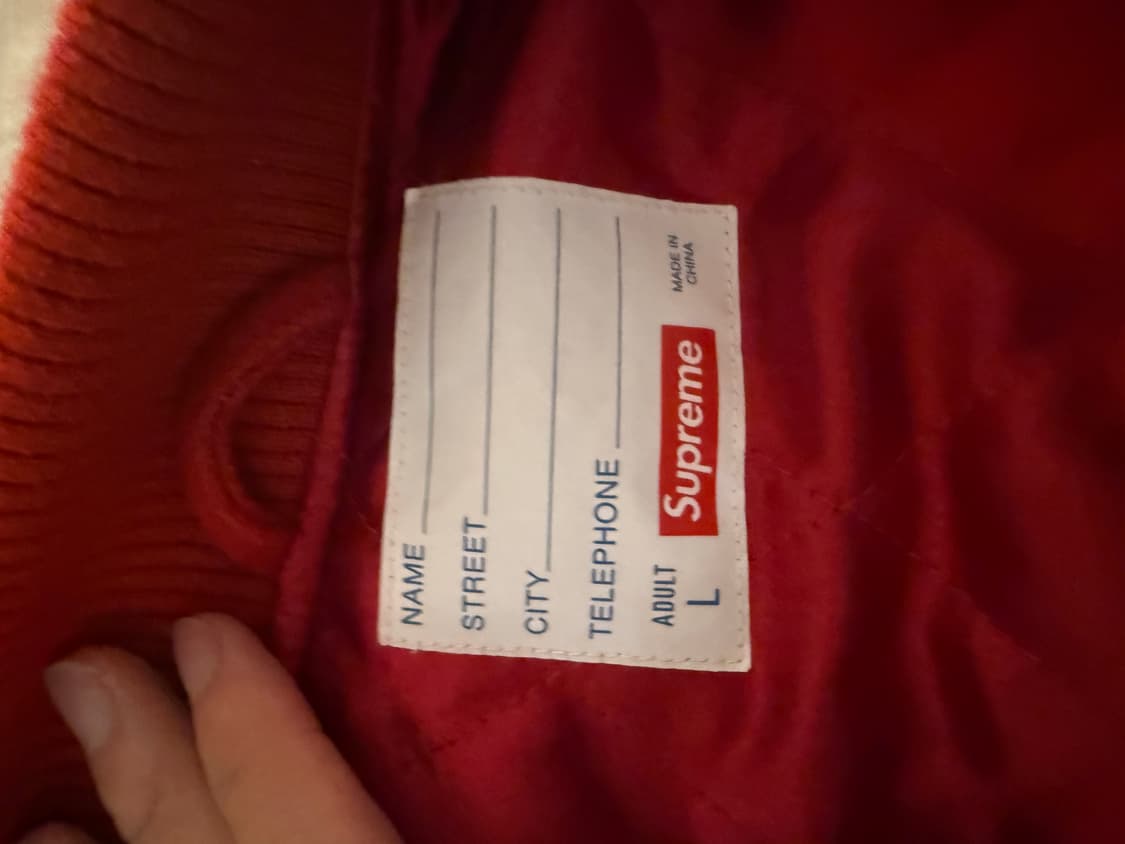 NAME
STREET
CITY
TELEPHONE
ADULT
L
Supreme
MADE IN
CHINA